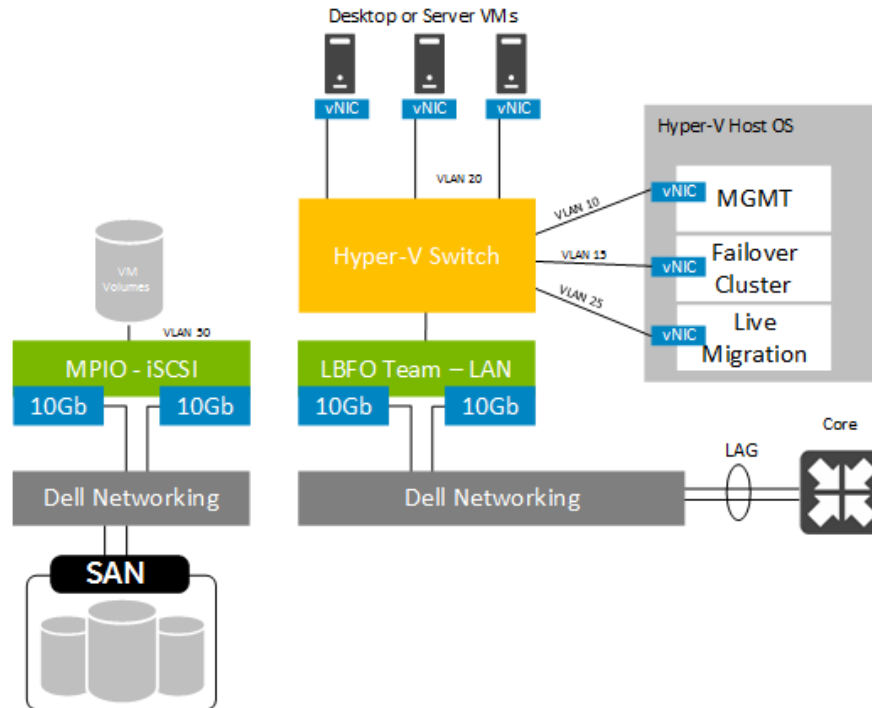 Desktop or Server VMs
vNIC
vNIC
vNIC
VLAN 20
Hyper-V Host OS
vNIC
MGMT
VLAN 10
Hyper-V Switch
VLAN 15
vNIC
Failover
Cluster
VLAN 25
vNIC
Live
Migration
VM
Volumes
VLAN 50
MPIO - iSCSI
10Gb
10Gb
LBFO Team – LAN
10Gb
10Gb
Dell Networking
Dell Networking
LAG
Core
SAN